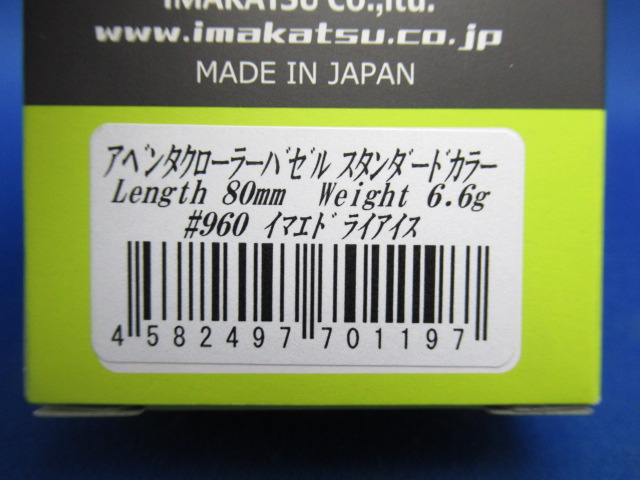 IMAKATSU CO.,ltd.
www.imakatsu.co.jp
MADE IN JAPAN
アベンタクローラーバゼル スタンダードカラー
Length 80mm Weight 6.6g
#960 イマエドライアイス
4 582497 701197